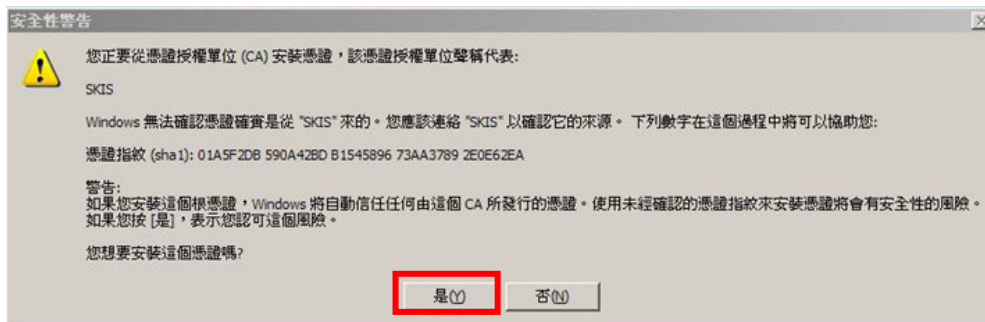 安全性警告
您正要從憑證授權單位 (CA) 安裝憑證，該憑證授權單位聲稱代表:
SKIS
Windows 無法確認憑證確實是從 "SKIS" 來的。您應該連絡 "SKIS" 以確認它的來源。 下列數字在這個過程中將可以協助您:
憑證指紋 (sha1): 01A5F2DB 590A42BD B1545896 73AA3789 2E0E62EA
警告:
如果您安裝這個根憑證，Windows 將自動信任任何由這個 CA 所發行的憑證。使用未經確認的憑證指紋來安裝憑證將會有安全性的風險。
如果您按 [是]，表示您認可這個風險。
您想要安裝這個憑證嗎?
是(Y) 否(N)